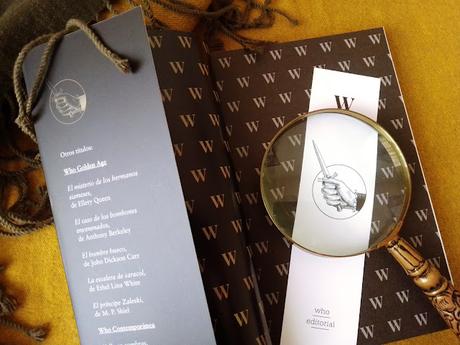 Otros títulos:
Who Golden Age
El misterio de los hermanos
siameses,
de Ellery Queen
El caso de los bombones
envenenados,
de Anthony Berkeley
El hombre hueco,
de John Dickson Carr
La escalera de caracol,
de Ethel Lina White
El príncipe Zaleski,
de M. P. Shiel
Who Contemporánea
W
who
editorial